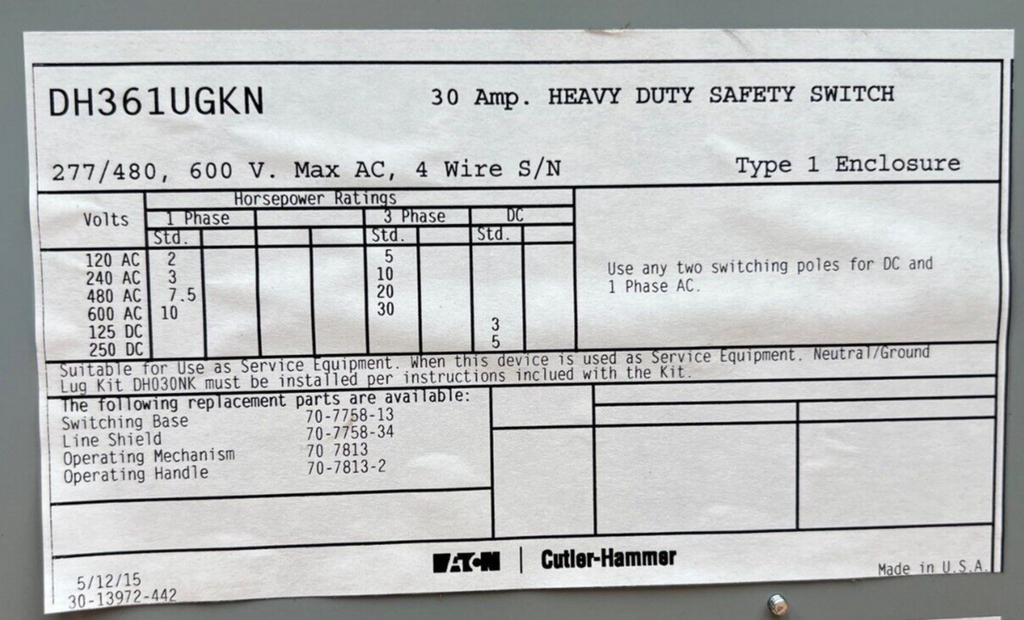 DH361UGKN 30 Amp. HEAVY DUTY SAFETY SWITCH
277/480, 600 V. Max AC, 4 Wire S/N Type 1 Enclosure
Horsepower Ratings
Volts 1 Phase 3 Phase DC
Std. Std. Std.
120 AC 2 5
240 AC 3 10
480 AC 7.5 20
600 AC 10 30
125 DC 3
250 DC 5
Use any two switching poles for DC and
1 Phase AC.
Suitable for Use as Service Equipment. When this device is used as Service Equipment. Neutral/Ground
Lug Kit DH030NK must be installed per instructions inclued with the Kit.
The following replacement parts are available:
Switching Base 70-7758-13
Line Shield 70-7758-34
Operating Mechanism 70 7813
Operating Handle 70-7813-2
EATON | Cutler-Hammer
5/12/15
30-13972-442
Made in U.S.A.